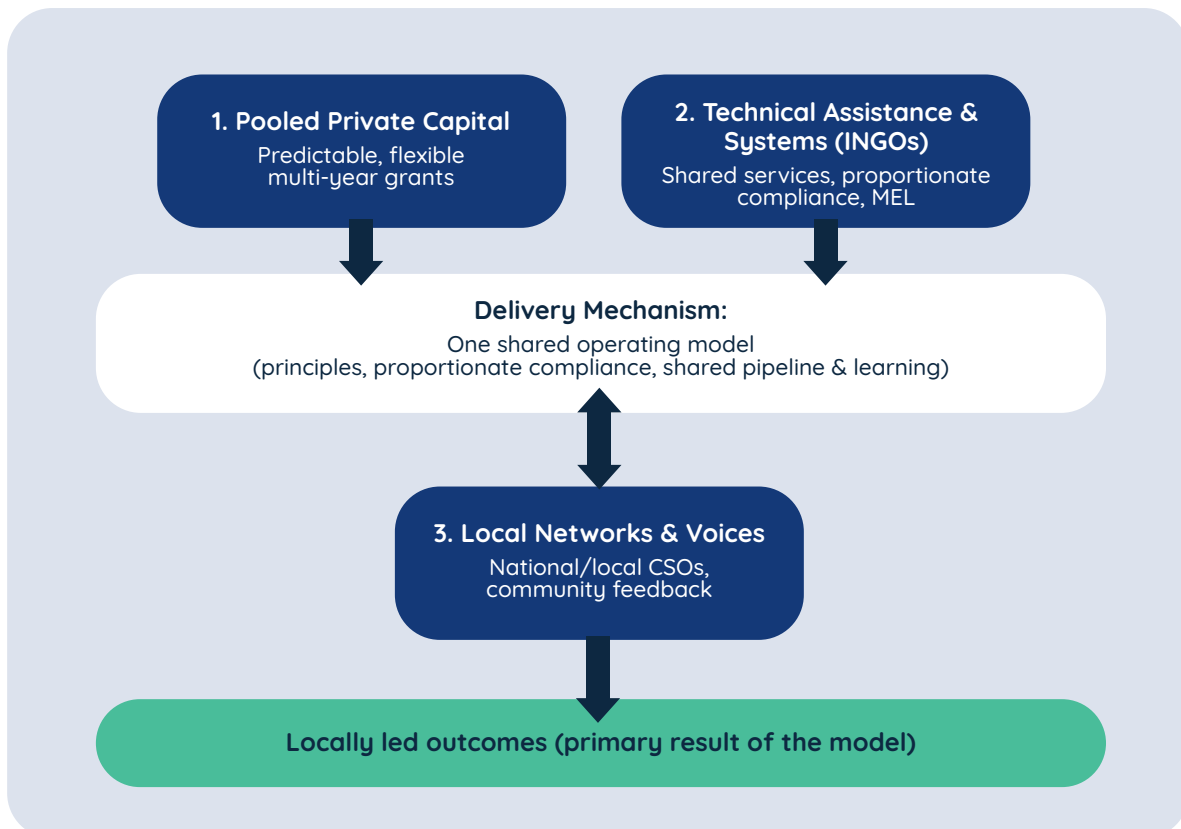 1. Pooled Private Capital
Predictable, flexible
multi-year grants
2. Technical Assistance &
Systems (INGOs)
Shared services, proportionate
compliance, MEL
Delivery Mechanism:
One shared operating model
(principles, proportionate compliance, shared pipeline & learning)
3. Local Networks & Voices
National/local CSOs,
community feedback
Locally led outcomes (primary result of the model)